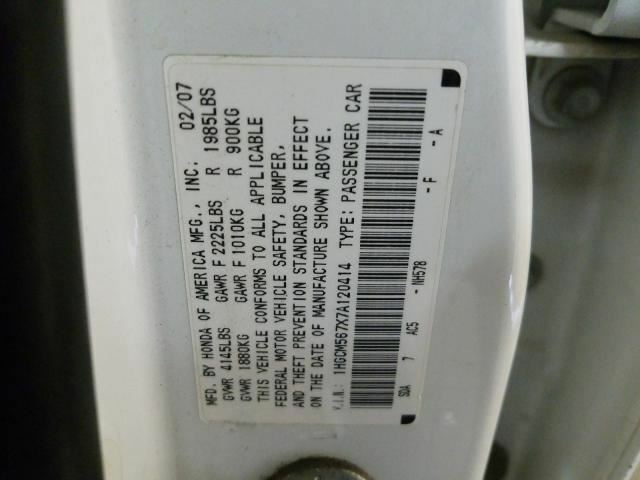 MFD. BY HONDA OF AMERICA MFG., INC. 02/07
GVWR 4145LBS GAWR F 2225LBS R 1985LBS
GVWR 1880KG GAWR F 1010KG R 900KG
THIS VEHICLE CONFORMS TO ALL APPLICABLE
FEDERAL MOTOR VEHICLE SAFETY, BUMPER,
AND THEFT PREVENTION STANDARDS IN EFFECT
ON THE DATE OF MANUFACTURE SHOWN ABOVE.
V.I.N.: 1HGCM567X7A120414 TYPE: PASSENGER CAR
SDA 7 AC5 - NH578 - F - A